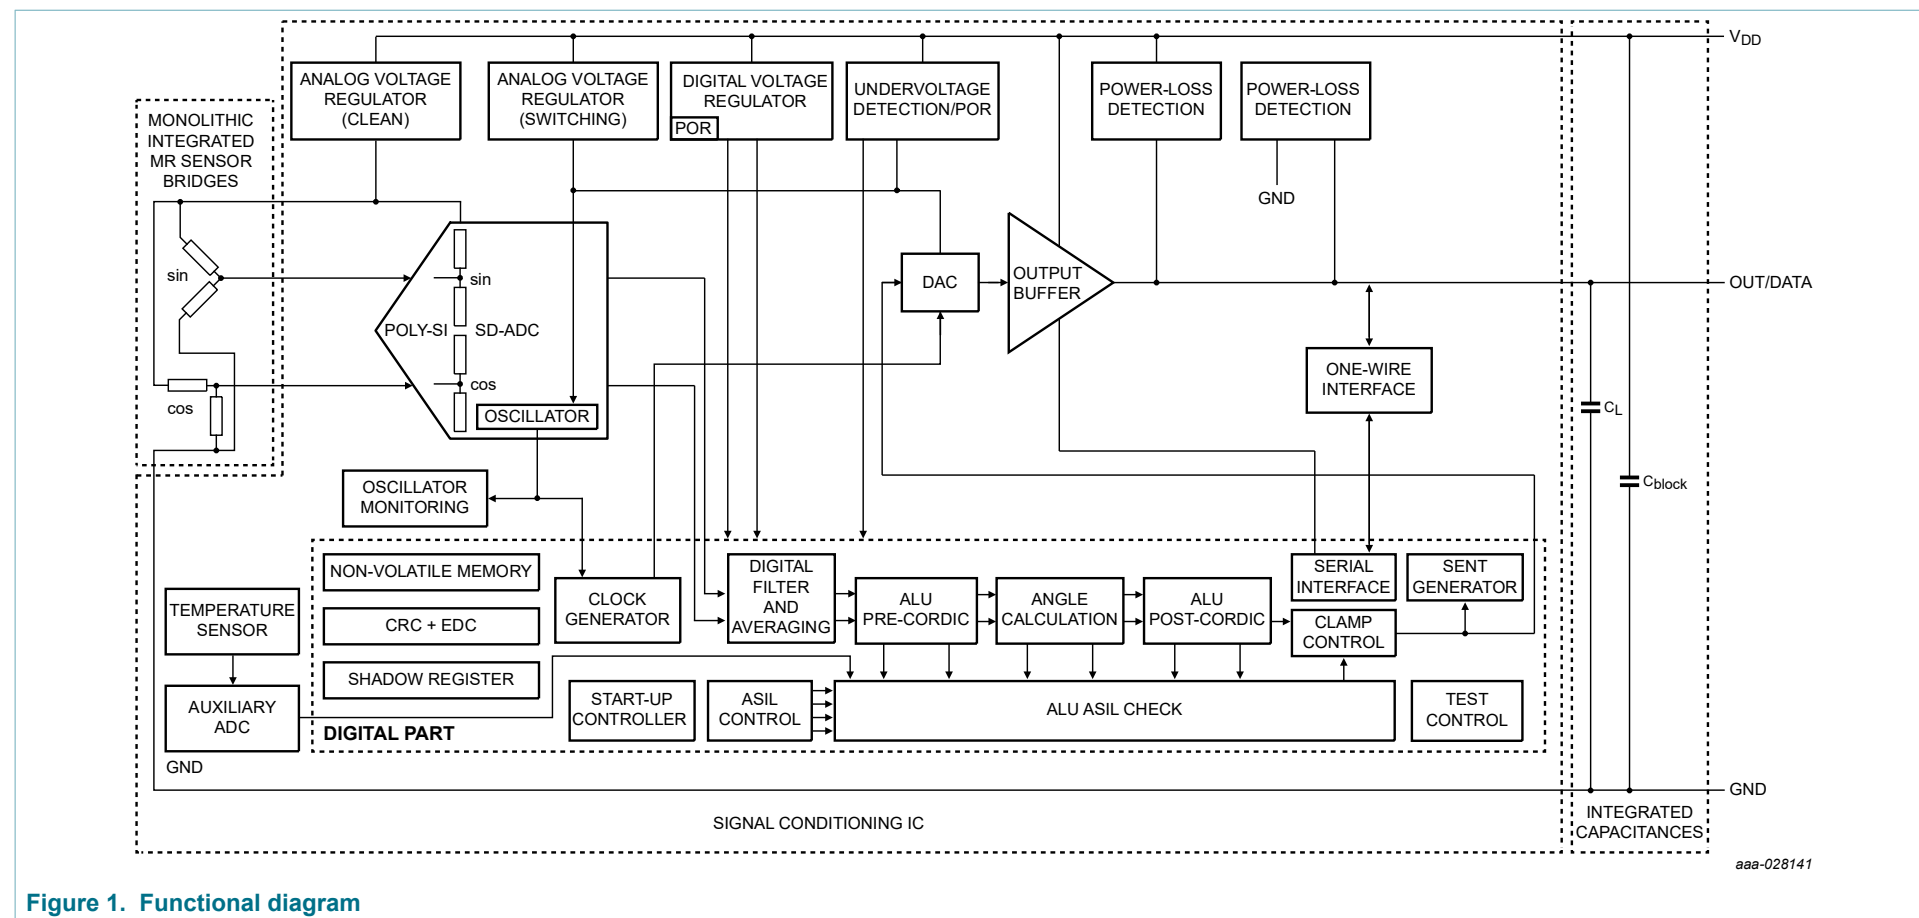 V_DD
ANALOG VOLTAGE
REGULATOR
(CLEAN)
ANALOG VOLTAGE
REGULATOR
(SWITCHING)
DIGITAL VOLTAGE
REGULATOR
POR
UNDERVOLTAGE
DETECTION/POR
POWER-LOSS
DETECTION
POWER-LOSS
DETECTION
GND
MONOLITHIC
INTEGRATED
MR SENSOR
BRIDGES
sin
cos
POLY-SI
SD-ADC
sin
cos
OSCILLATOR
DAC
OUTPUT
BUFFER
OUT/DATA
ONE-WIRE
INTERFACE
C_L
C_block
OSCILLATOR
MONITORING
NON-VOLATILE MEMORY
CRC + EDC
SHADOW REGISTER
DIGITAL PART
CLOCK
GENERATOR
DIGITAL
FILTER
AND
AVERAGING
ALU
PRE-CORDIC
ANGLE
CALCULATION
ALU
POST-CORDIC
SERIAL
INTERFACE
SENT
GENERATOR
CLAMP
CONTROL
TEMPERATURE
SENSOR
AUXILIARY
ADC
GND
START-UP
CONTROLLER
ASIL
CONTROL
ALU ASIL CHECK
TEST
CONTROL
GND
SIGNAL CONDITIONING IC
INTEGRATED
CAPACITANCES
aaa-028141
Figure 1. Functional diagram